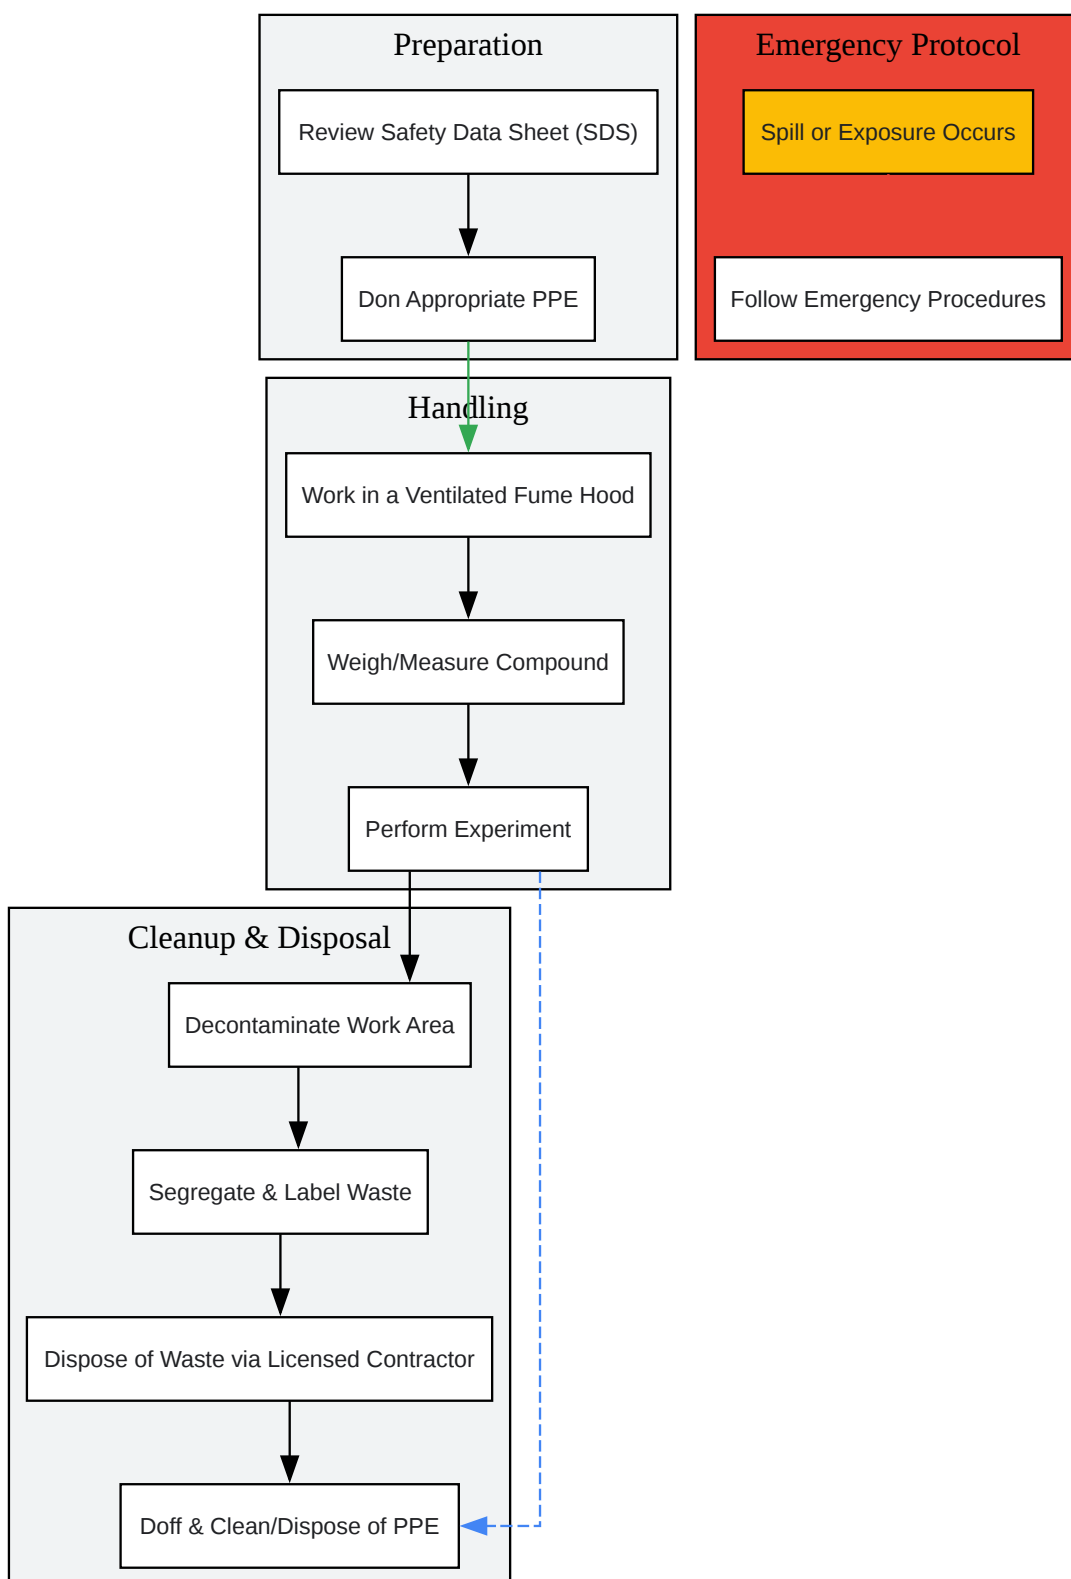 Preparation
Review Safety Data Sheet (SDS)
Don Appropriate PPE
Emergency Protocol
Spill or Exposure Occurs
Follow Emergency Procedures
Handling
Work in a Ventilated Fume Hood
Weigh/Measure Compound
Perform Experiment
Cleanup & Disposal
Decontaminate Work Area
Segregate & Label Waste
Dispose of Waste via Licensed Contractor
Doff & Clean/Dispose of PPE